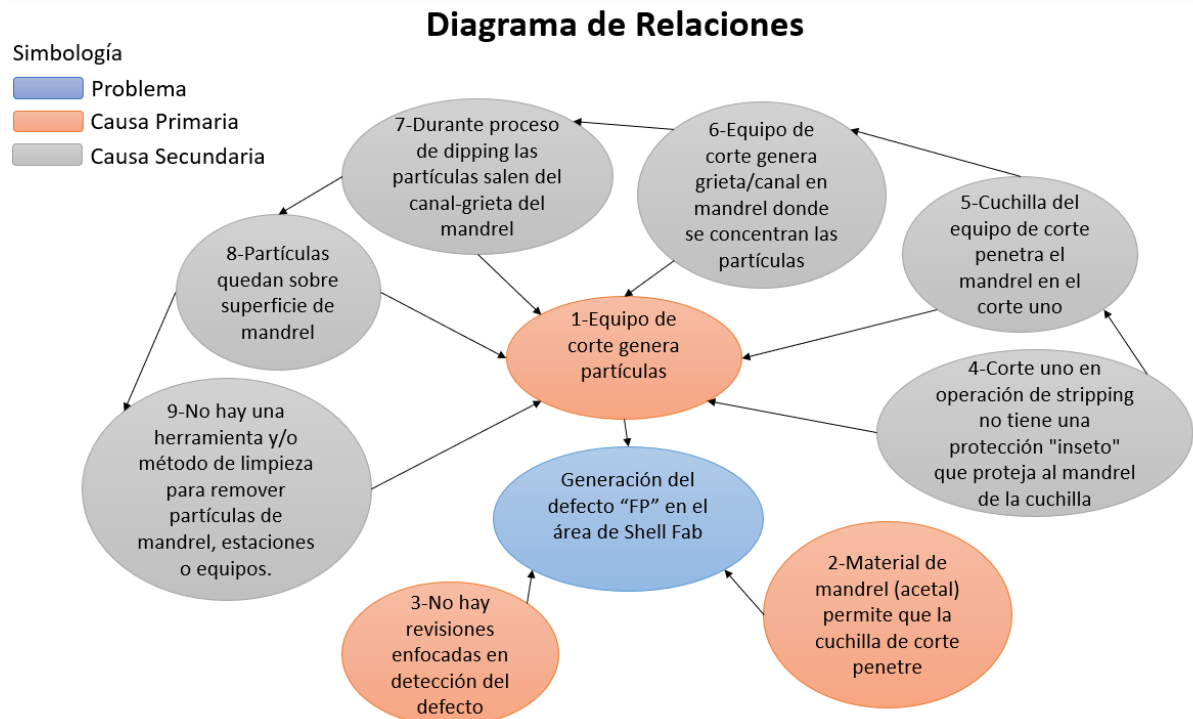 Diagrama de Relaciones
Simbología
Problema
Causa Primaria
Causa Secundaria
7-Durante proceso
de dipping las
partículas salen del
canal-grieta del
mandrel
6-Equipo de
corte genera
grieta/canal en
mandrel donde
se concentran las
partículas
5-Cuchilla del
equipo de corte
penetra el
mandrel en el
corte uno
8-Partículas
quedan sobre
superficie de
mandrel
1-Equipo de
corte genera
partículas
4-Corte uno en
operación de stripping
no tiene una
protección "inseto"
que proteja al mandrel
de la cuchilla
9-No hay una
herramienta y/o
método de limpieza
para remover
partículas de
mandrel, estaciones
o equipos.
Generación del
defecto “FP” en el
área de Shell Fab
2-Material de
mandrel (acetal)
permite que la
cuchilla de corte
penetre
3-No hay
revisiones
enfocadas en
detección del
defecto